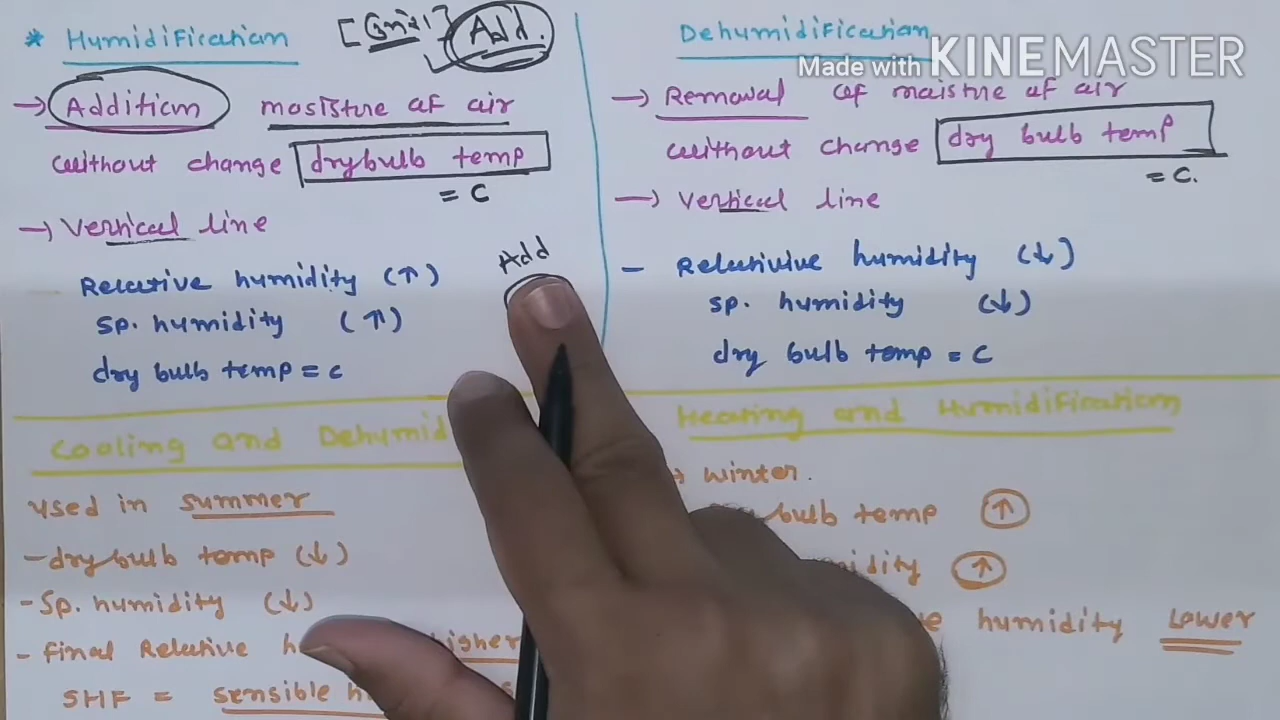 * Humidification
Add.
→ Addition moisture of air
without change dry bulb temp
= C
→ Vertical line
Relative humidity (↑)
Sp. humidity (↑)
dry bulb temp = C
Add
Dehumidification
Made with KINEMASTER
→ Removal of moisture of air
without change dry bulb temp
= C.
→ Vertical line
- Relativive humidity (↓)
sp. humidity (↓)
dry bulb temp = C
Cooling and Dehumid
Used in summer
- dry bulb temp (↓)
- Sp. humidity (↓)
- Final Relative h higher
SHF = sensible h
Heating and Humidification
winter.
bulb temp ↑
idity ↑
e humidity Lower